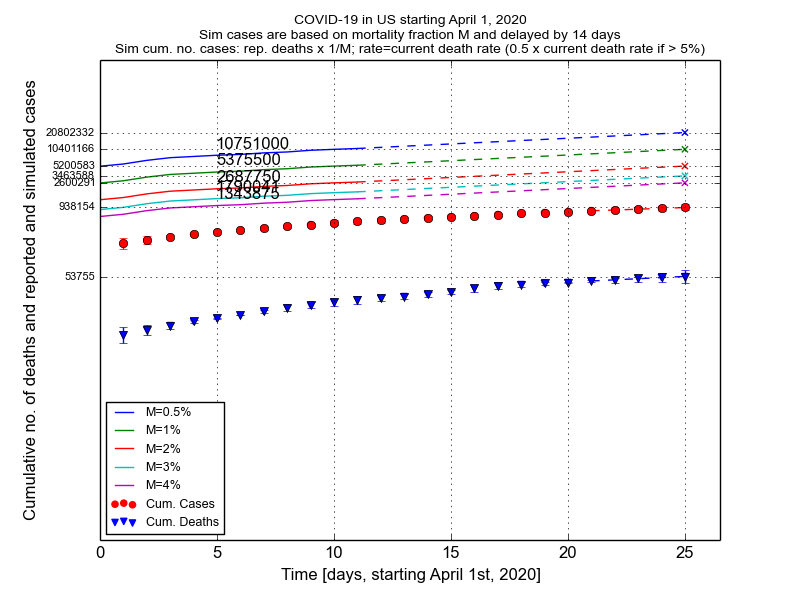 COVID-19 in US starting April 1, 2020
Sim cases are based on mortality fraction M and delayed by 14 days
Sim cum. no. cases: rep. deaths x 1/M; rate=current death rate (0.5 x current death rate if > 5%)
Cumulative no. of deaths and reported and simulated cases
20802332
10401166
5200583
3463588
2600291
938154
53755
10751000
5375500
2687750
1790041
1343875
M=0.5%
M=1%
M=2%
M=3%
M=4%
Cum. Cases
Cum. Deaths
0 5 10 15 20 25
Time [days, starting April 1st, 2020]